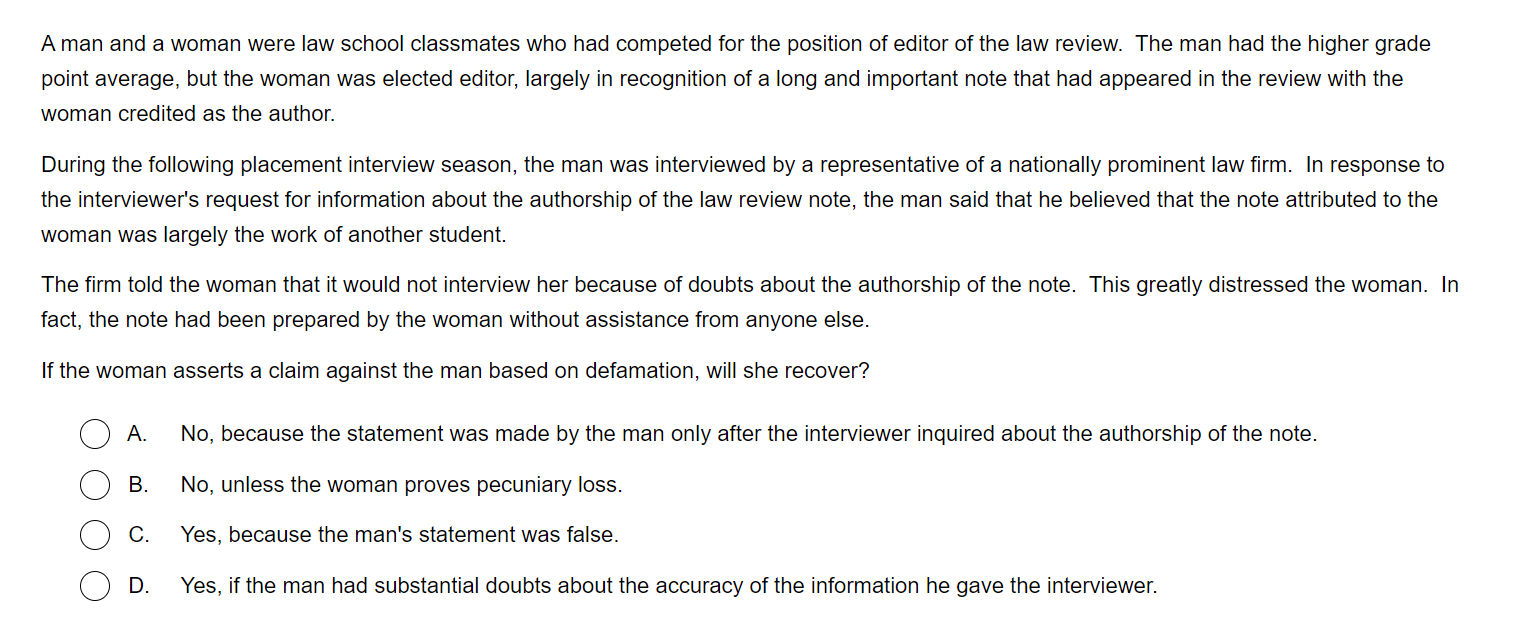 A man and a woman were law school classmates who had competed for the position of editor of the law review. The man had the higher grade
point average, but the woman was elected editor, largely in recognition of a long and important note that had appeared in the review with the
woman credited as the author.
During the following placement interview season, the man was interviewed by a representative of a nationally prominent law firm. In response to
the interviewer's request for information about the authorship of the law review note, the man said that he believed that the note attributed to the
woman was largely the work of another student.
The firm told the woman that it would not interview her because of doubts about the authorship of the note. This greatly distressed the woman. In
fact, the note had been prepared by the woman without assistance from anyone else.
If the woman asserts a claim against the man based on defamation, will she recover?
A. No, because the statement was made by the man only after the interviewer inquired about the authorship of the note.
B. No, unless the woman proves pecuniary loss.
C. Yes, because the man's statement was false.
D. Yes, if the man had substantial doubts about the accuracy of the information he gave the interviewer.